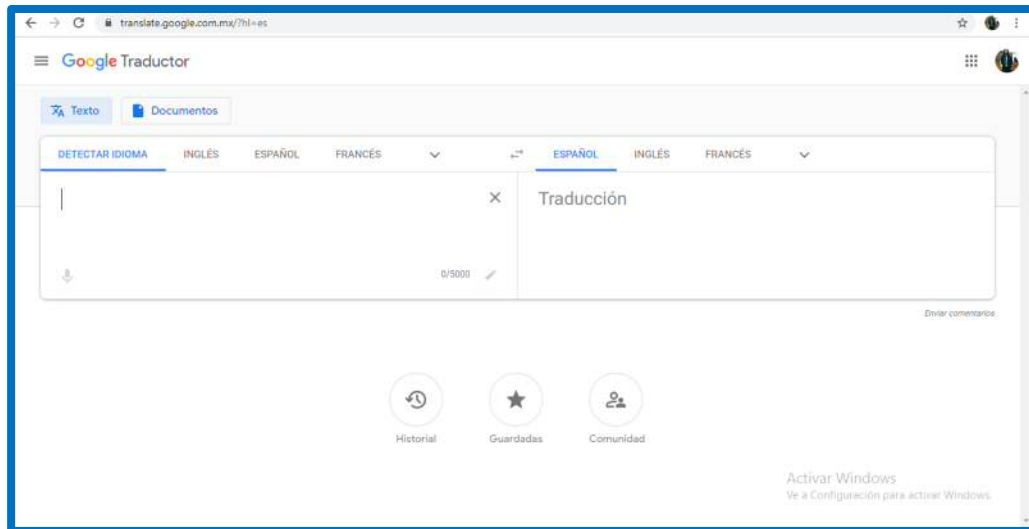 translate.google.com.mx/?hl=es
Google Traductor
Texto
Documentos
DETECTAR IDIOMA INGLÉS ESPAÑOL FRANCÉS
ESPAÑOL INGLÉS FRANCÉS
Traducción
0/5000
Enviar comentarios
Historial
Guardadas
Comunidad
Activar Windows
Ve a Configuración para activar Windows.